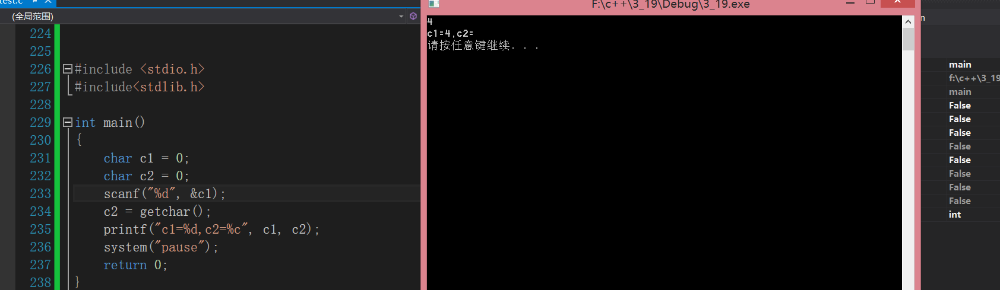 test.c
F:\c++\3_19\Debug\3_19.exe
(全局范围)
224
225
226 #include <stdio.h>
227 #include<stdlib.h>
228
229 int main()
230 {
231 char c1 = 0;
232 char c2 = 0;
233 scanf("%d", &c1);
234 c2 = getchar();
235 printf("c1=%d,c2=%c", c1, c2);
236 system("pause");
237 return 0;
238 }
4
c1=4,c2=
请按任意键继续. . .
main
f:\c++\3_19
main
False
False
False
False
False
False
False
False
int